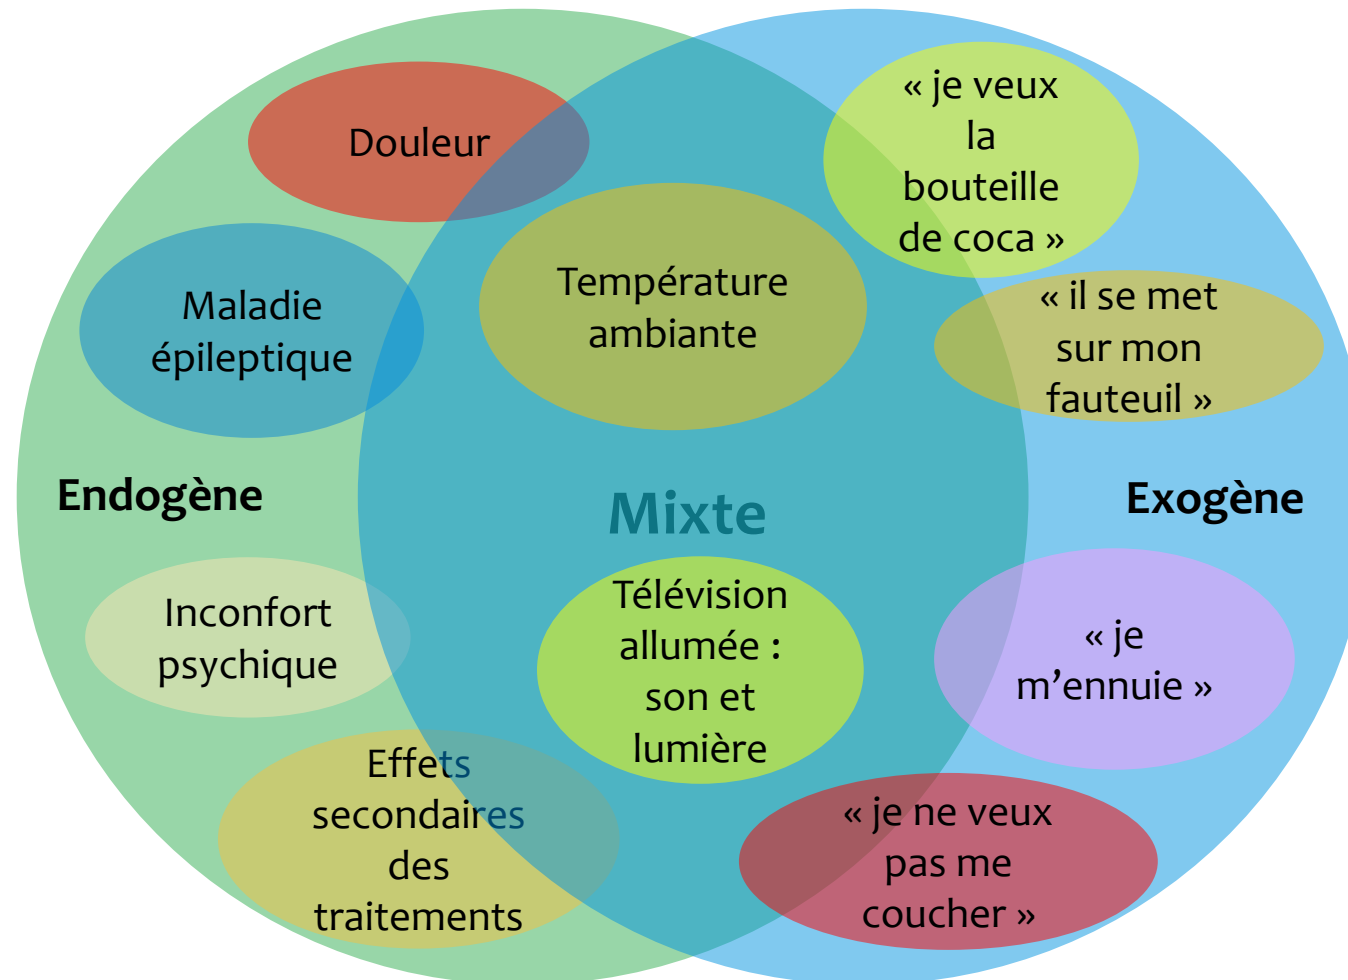 Douleur
« je veux
la
bouteille
de coca »
Température
ambiante
Maladie
épileptique
« il se met
sur mon
fauteuil »
Endogène
Mixte
Exogène
Inconfort
psychique
Télévision
allumée :
son et
lumière
« je
m’ennuie »
Effets
secondaires
des
traitements
« je ne veux
pas me
coucher »